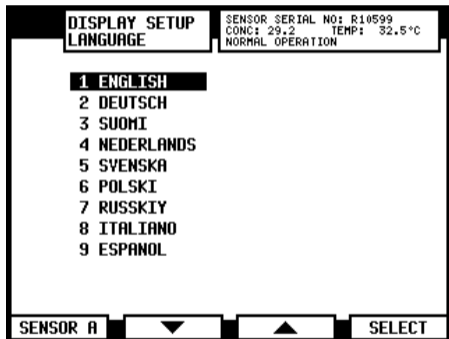 DISPLAY SETUP
LANGUAGE
SENSOR SERIAL NO: R10599
CONC: 29.2 TEMP: 32.5°C
NORMAL OPERATION
1 ENGLISH
2 DEUTSCH
3 SUOMI
4 NEDERLANDS
5 SVENSKA
6 POLSKI
7 RUSSKIY
8 ITALIANO
9 ESPANOL
SENSOR A ▼ ▲ SELECT